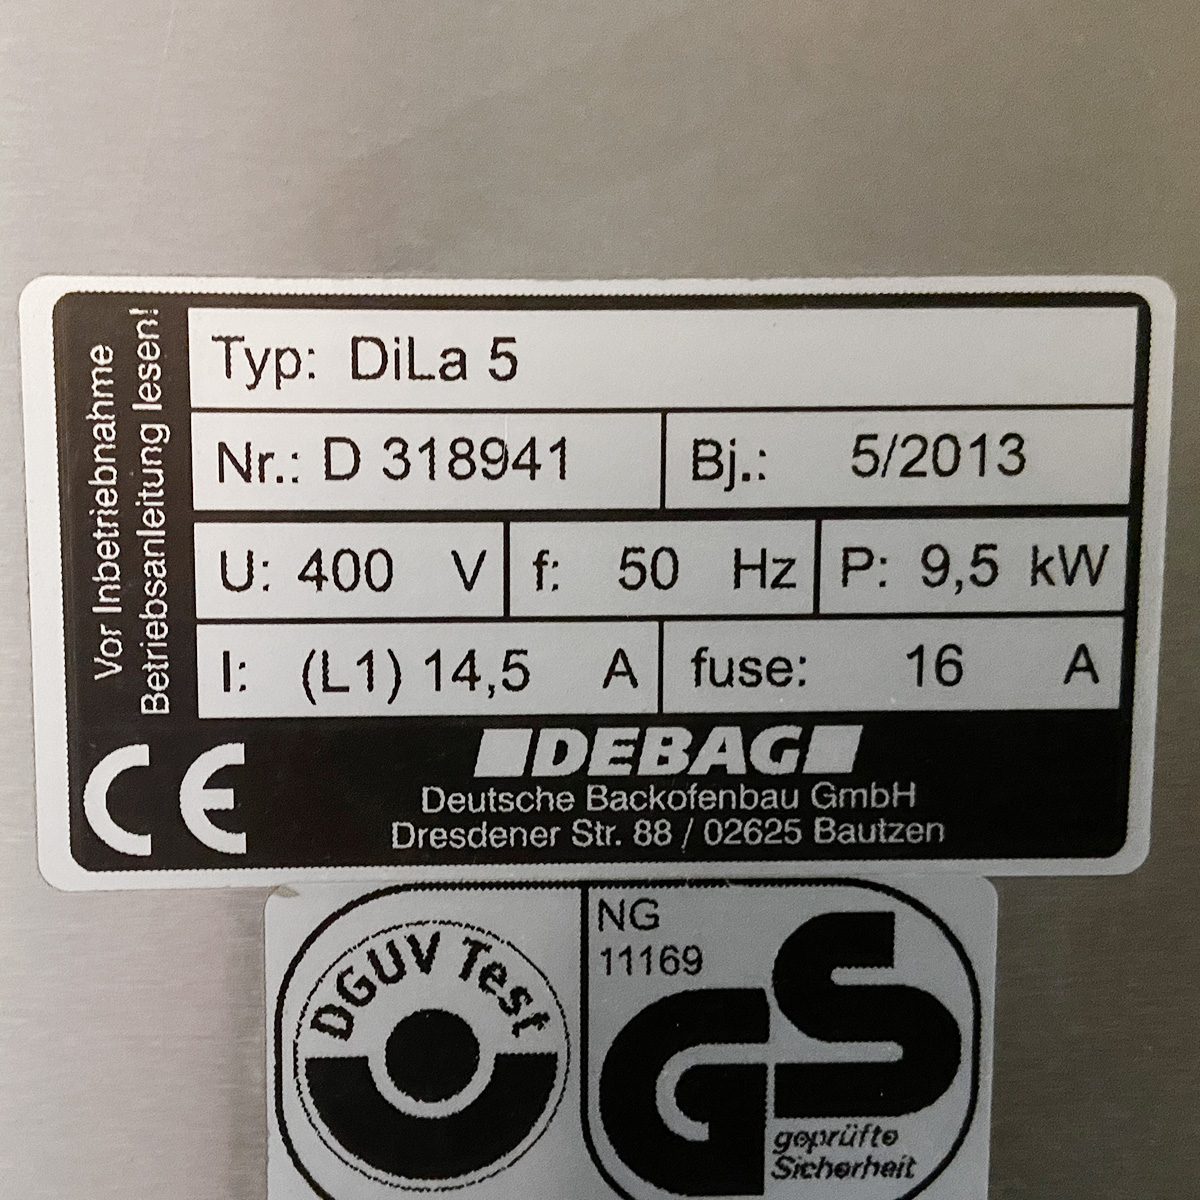 Vor Inbetriebnahme
Betriebsanleitung lesen!
Typ: DiLa 5
Nr.: D 318941 Bj.: 5/2013
U: 400 V f: 50 Hz P: 9,5 kW
I: (L1) 14,5 A fuse: 16 A
CE
DEBAG
Deutsche Backofenbau GmbH
Dresdener Str. 88 / 02625 Bautzen
DGUV Test
NG
11169
GS
geprüfte
Sicherheit